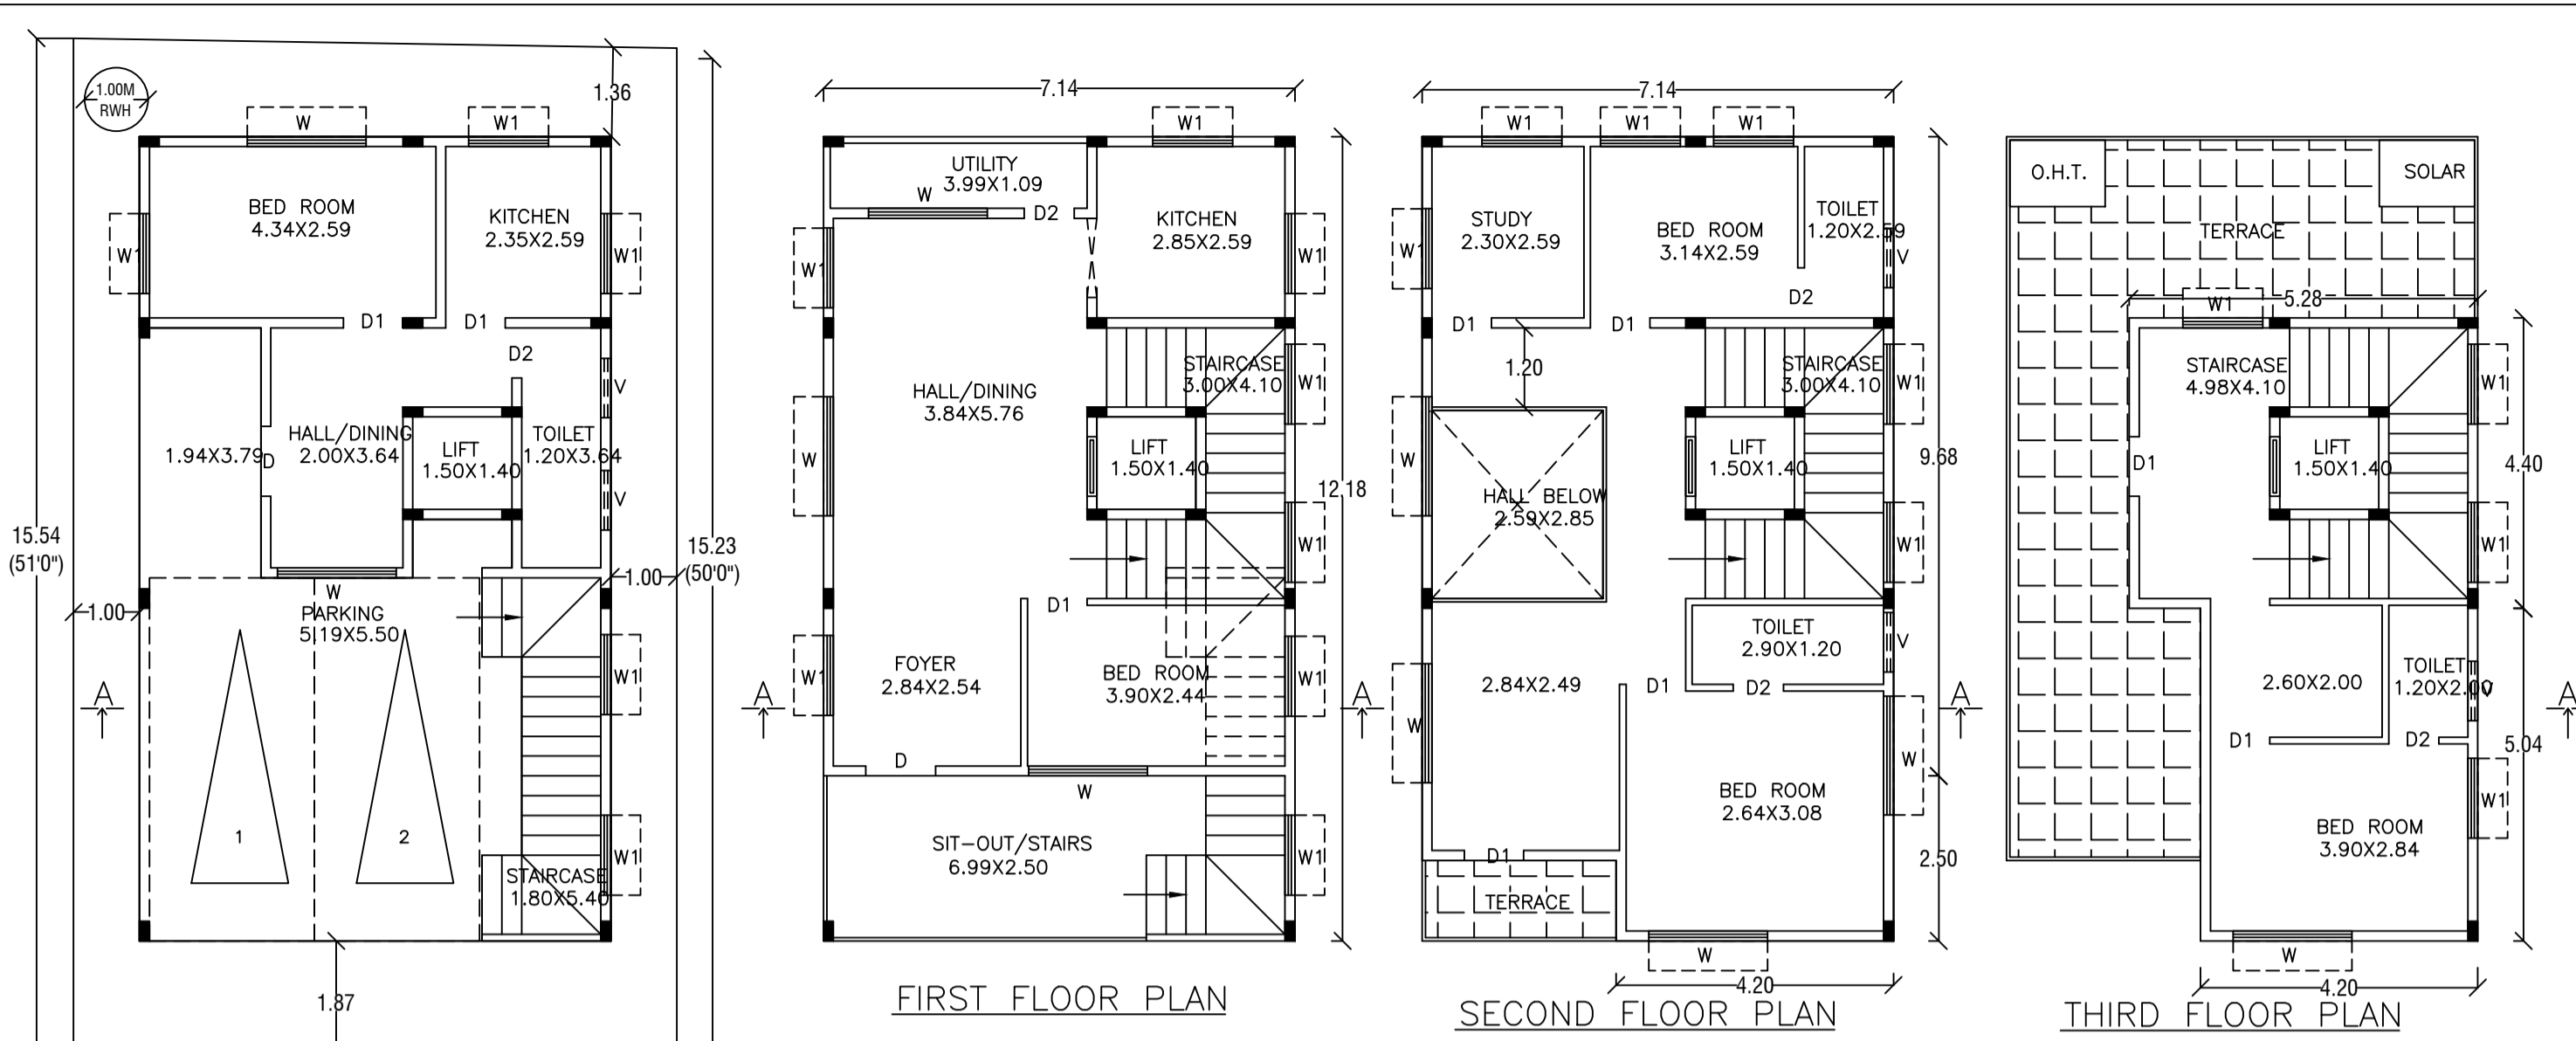 1.00M
RWH
1.36
W
W1
BED ROOM
4.34X2.59
KITCHEN
2.35X2.59
W1
W1
D1
D1
D2
V
1.94X3.79
D
HALL/DINING
2.00X3.64
LIFT
1.50X1.40
TOILET
1.20X3.64
V
15.54
(51'0")
15.23
(50'0")
1.00
1.00
W
PARKING
5.19X5.50
W1
A
1
2
STAIRCASE
1.80X5.40
W1
1.87
7.14
W1
UTILITY
3.99X1.09
W
D2
KITCHEN
2.85X2.59
W1
W1
HALL/DINING
3.84X5.76
STAIRCASE
3.00X4.10
W1
W
LIFT
1.50X1.40
12.18
W1
D1
FOYER
2.84X2.54
BED ROOM
3.90X2.44
W1
W1
A
A
D
W
SIT-OUT/STAIRS
6.99X2.50
W1
FIRST FLOOR PLAN
7.14
W1
W1
W1
STUDY
2.30X2.59
BED ROOM
3.14X2.59
TOILET
1.20X2.59
W1
V
D2
D1
D1
1.20
STAIRCASE
3.00X4.10
W1
W
HALL BELOW
2.59X2.85
LIFT
1.50X1.40
9.68
W1
TOILET
2.90X1.20
V
2.84X2.49
D1
D2
A
W
W
BED ROOM
2.64X3.08
D1
2.50
TERRACE
W
4.20
SECOND FLOOR PLAN
O.H.T.
SOLAR
TERRACE
W1
5.28
STAIRCASE
4.98X4.10
W1
D1
LIFT
1.50X1.40
4.40
W1
2.60X2.00
TOILET
1.20X2.00
V
A
D1
D2
5.04
W1
BED ROOM
3.90X2.84
W
4.20
THIRD FLOOR PLAN